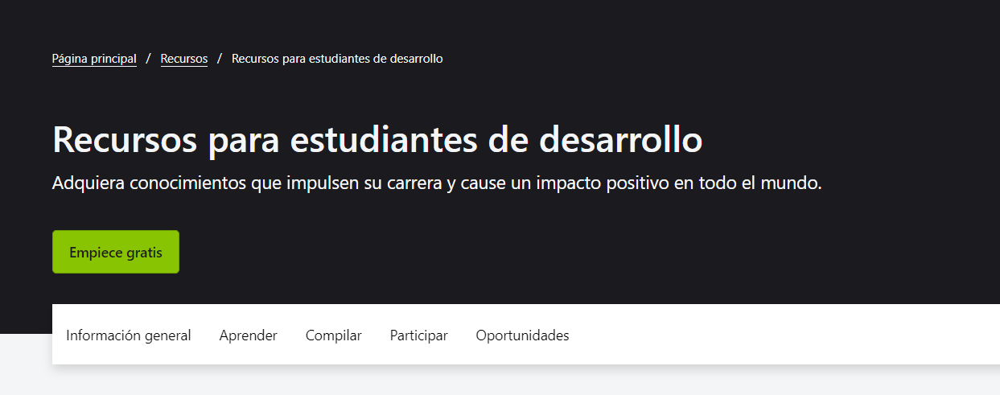 Página principal / Recursos / Recursos para estudiantes de desarrollo
Recursos para estudiantes de desarrollo
Adquiera conocimientos que impulsen su carrera y cause un impacto positivo en todo el mundo.
Empiece gratis
Información general Aprender Compilar Participar Oportunidades